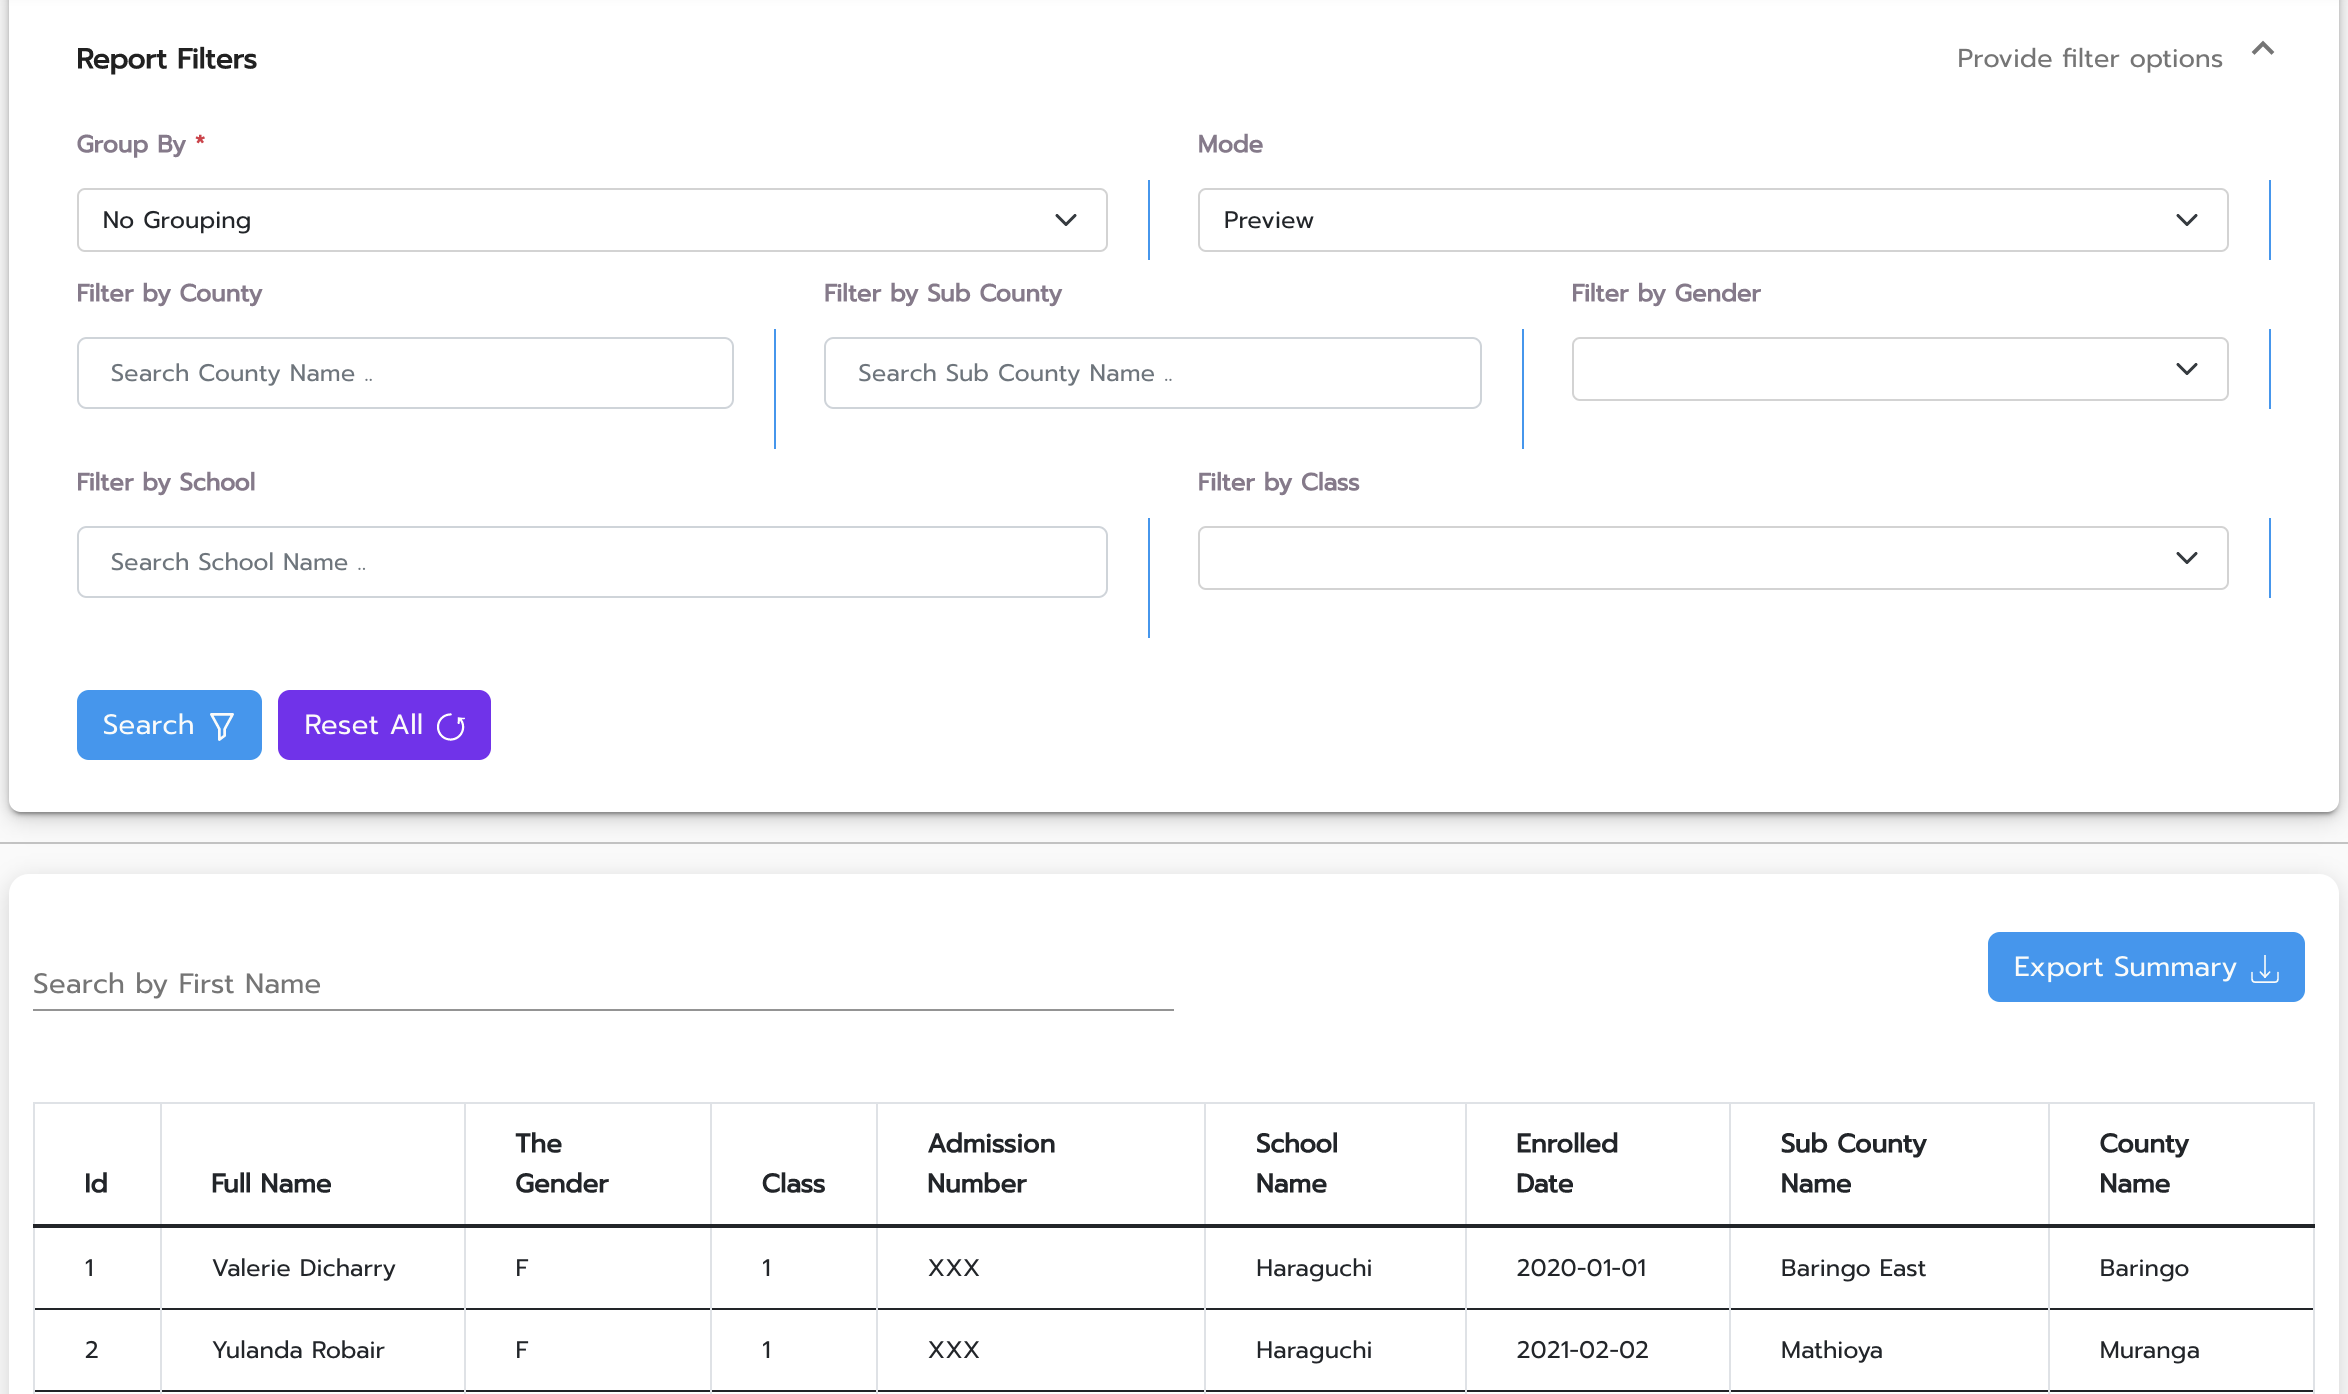 Report Filters
Provide filter options
Group By *
Mode
No Grouping
Preview
Filter by County
Filter by Sub County
Filter by Gender
Search County Name ..
Search Sub County Name ..
Filter by School
Filter by Class
Search School Name ..
Search
Reset All
Export Summary
Search by First Name
Id
Full Name
The
Gender
Class
Admission
Number
School
Name
Enrolled
Date
Sub County
Name
County
Name
1 Valerie Dicharry F 1 XXX Haraguchi 2020-01-01 Baringo East Baringo
2 Yulanda Robair F 1 XXX Haraguchi 2021-02-02 Mathioya Muranga